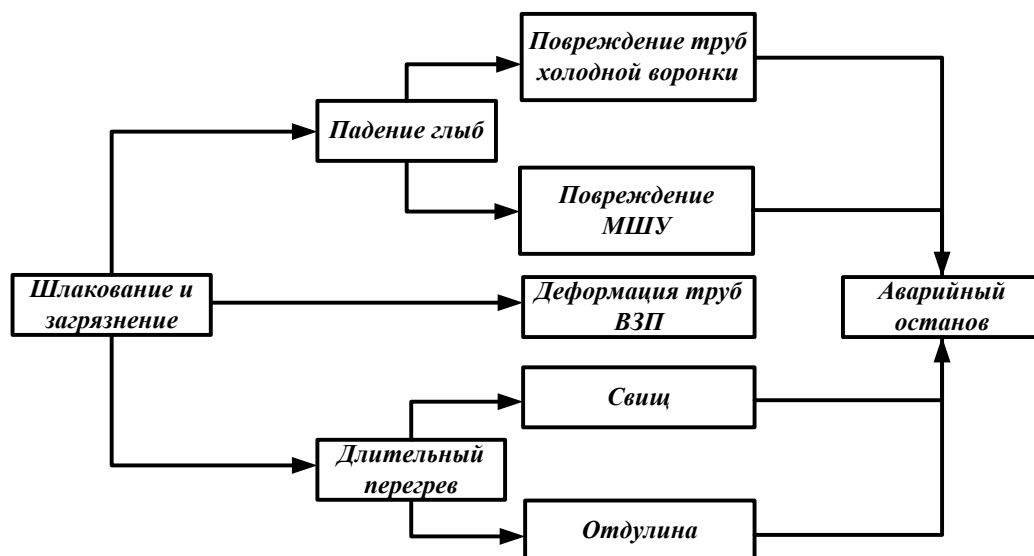 Повреждение труб
холодной воронки
Падение глыб
Повреждение
МШУ
Шлакование и
загрязнение
Деформация труб
ВЗП
Аварийный
останов
Свищ
Длительный
перегрев
Отдулина